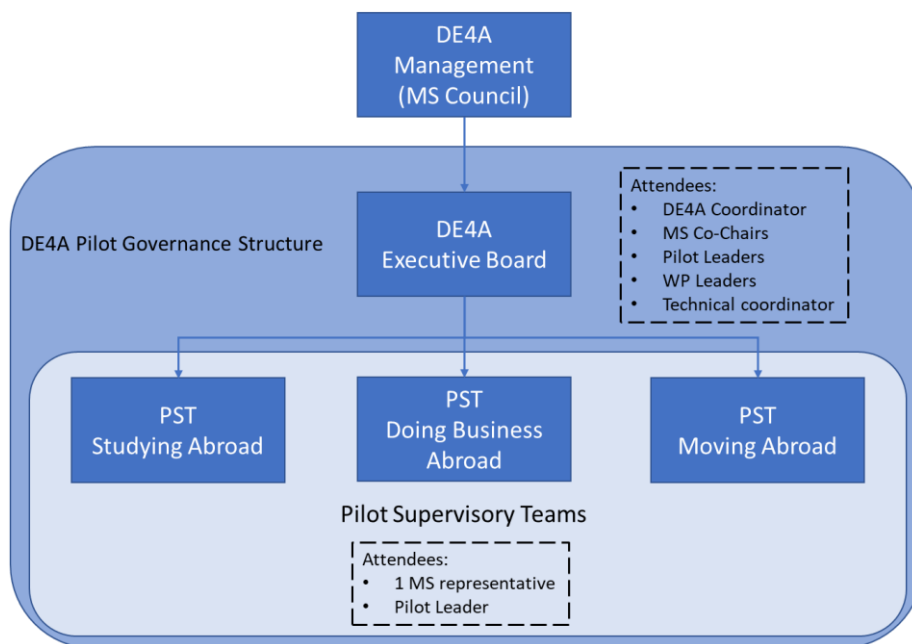 DE4A
Management
(MS Council)
DE4A Pilot Governance Structure
DE4A
Executive Board
Attendees:
• DE4A Coordinator
• MS Co-Chairs
• Pilot Leaders
• WP Leaders
• Technical coordinator
PST
Studying Abroad
PST
Doing Business
Abroad
PST
Moving Abroad
Pilot Supervisory Teams
Attendees:
• 1 MS representative
• Pilot Leader